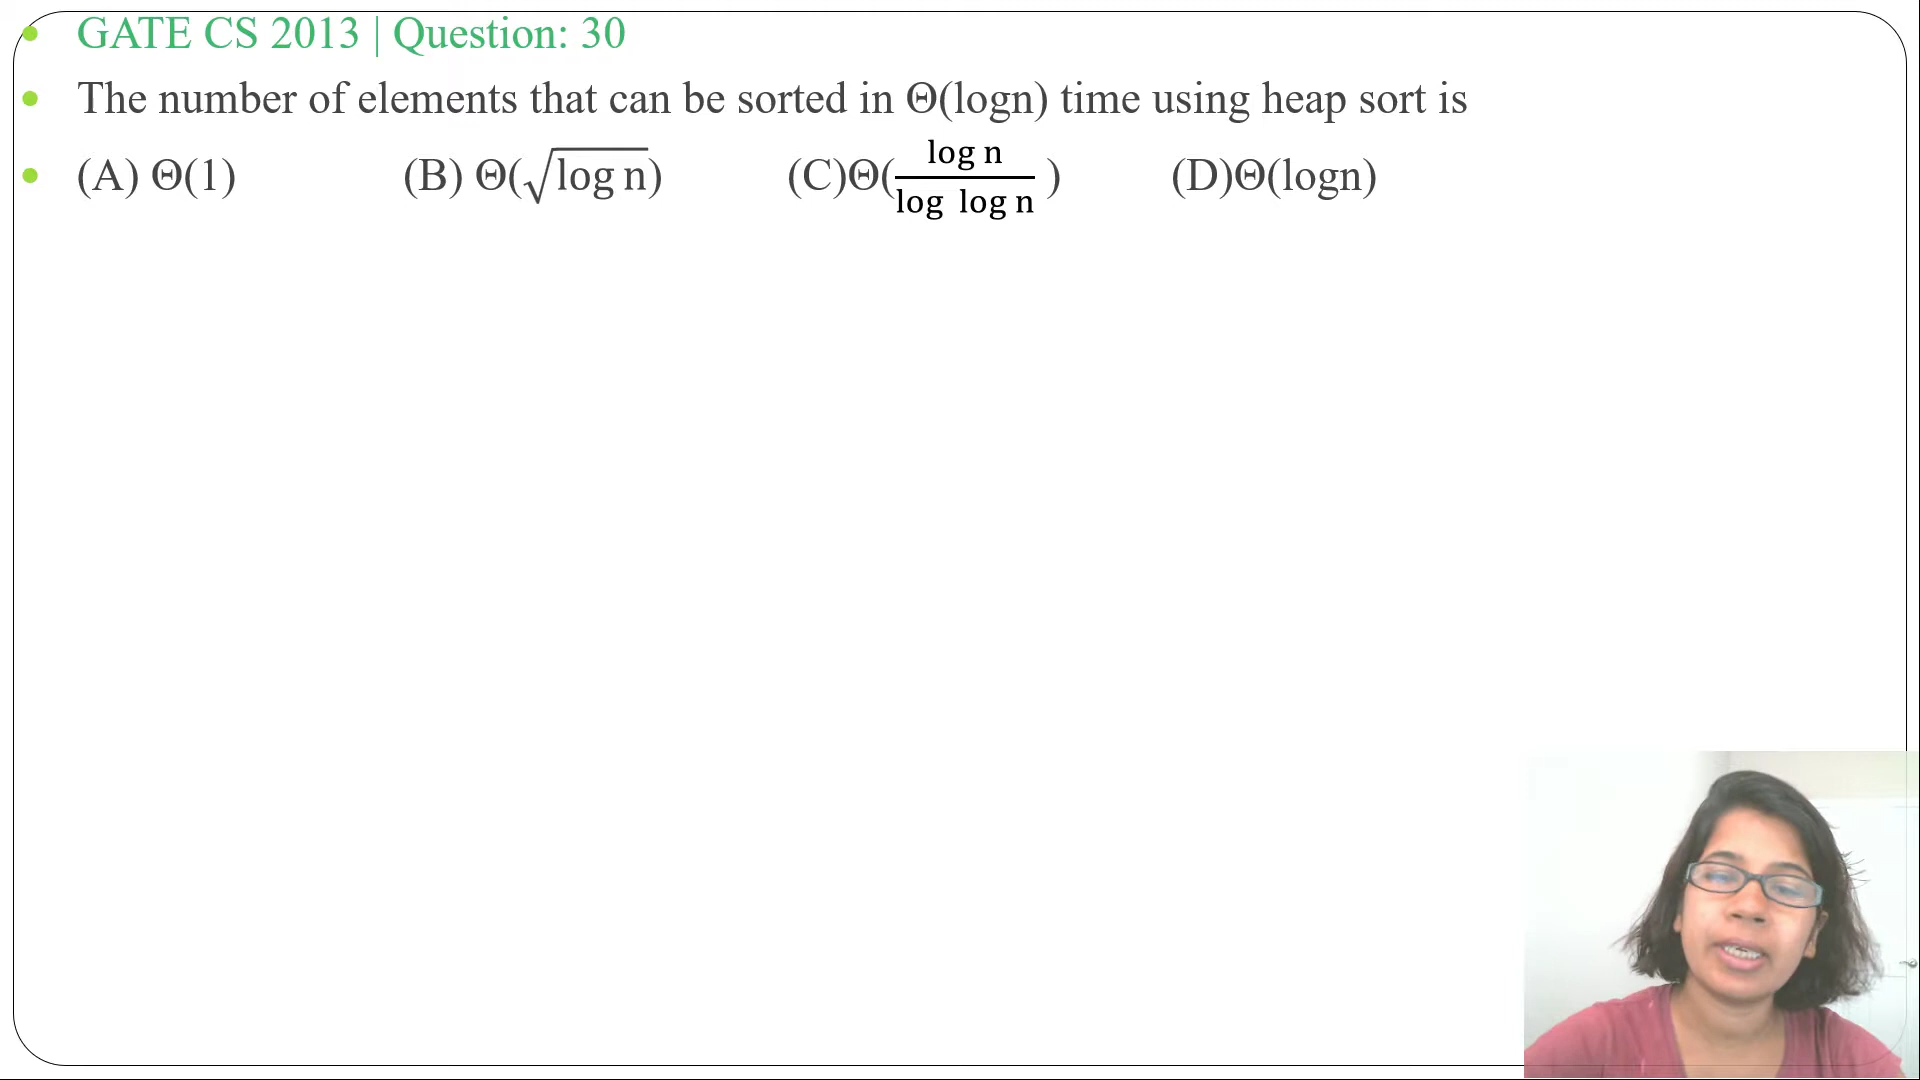 GATE CS 2013 | Question: 30
The number of elements that can be sorted in Θ(logn) time using heap sort is
(A) Θ(1) (B) Θ(√log n) (C)Θ(log n / log log n ) (D)Θ(logn)